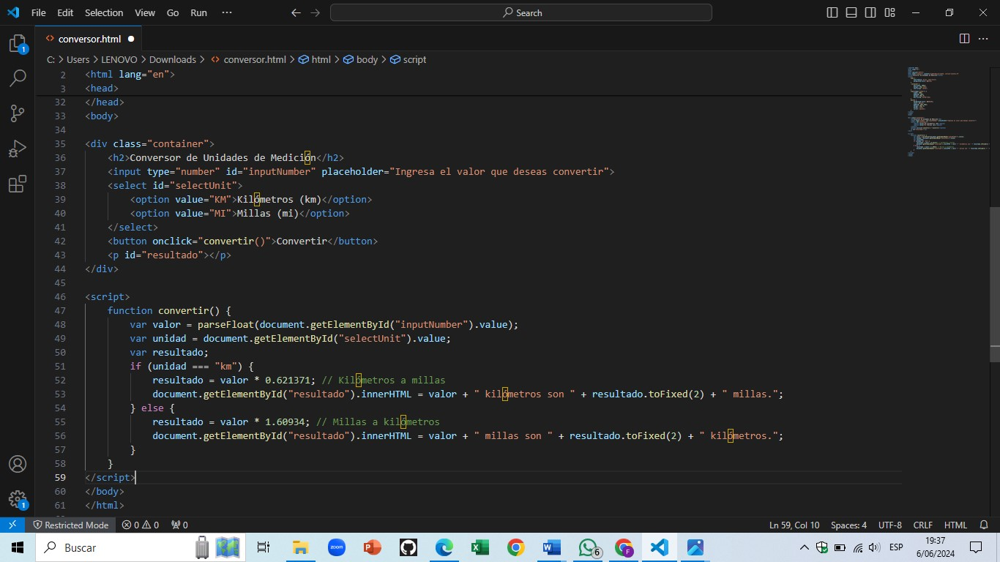 File Edit Selection View Go Run ··· Search
conversor.html
1
C: > Users > LENOVO > Downloads > <> conversor.html > html > body > script
2 <html lang="en">
3 <head>
32 </head>
33 <body>
34
35 <div class="container">
36 <h2>Conversor de Unidades de Medición</h2>
37 <input type="number" id="inputNumber" placeholder="Ingresa el valor que deseas convertir">
38 <select id="selectUnit">
39 <option value="KM">Kilómetros (km)</option>
40 <option value="MI">Millas (mi)</option>
41 </select>
42 <button onclick="convertir()">Convertir</button>
43 <p id="resultado"></p>
44 </div>
45
46 <script>
47 function convertir() {
48 var valor = parseFloat(document.getElementById("inputNumber").value);
49 var unidad = document.getElementById("selectUnit").value;
50 var resultado;
51 if (unidad === "km") {
52 resultado = valor * 0.621371; // Kilómetros a millas
53 document.getElementById("resultado").innerHTML = valor + " kilómetros son " + resultado.toFixed(2) + " millas.";
54 } else {
55 resultado = valor * 1.60934; // Millas a kilómetros
56 document.getElementById("resultado").innerHTML = valor + " millas son " + resultado.toFixed(2) + " kilómetros.";
57 }
58 }
59 </script>
60 </body>
61 </html>
1
Restricted Mode 0 0 0 Ln 59, Col 10 Spaces: 4 UTF-8 CRLF HTML
Buscar zoom 6 F ESP 19:37
6/06/2024